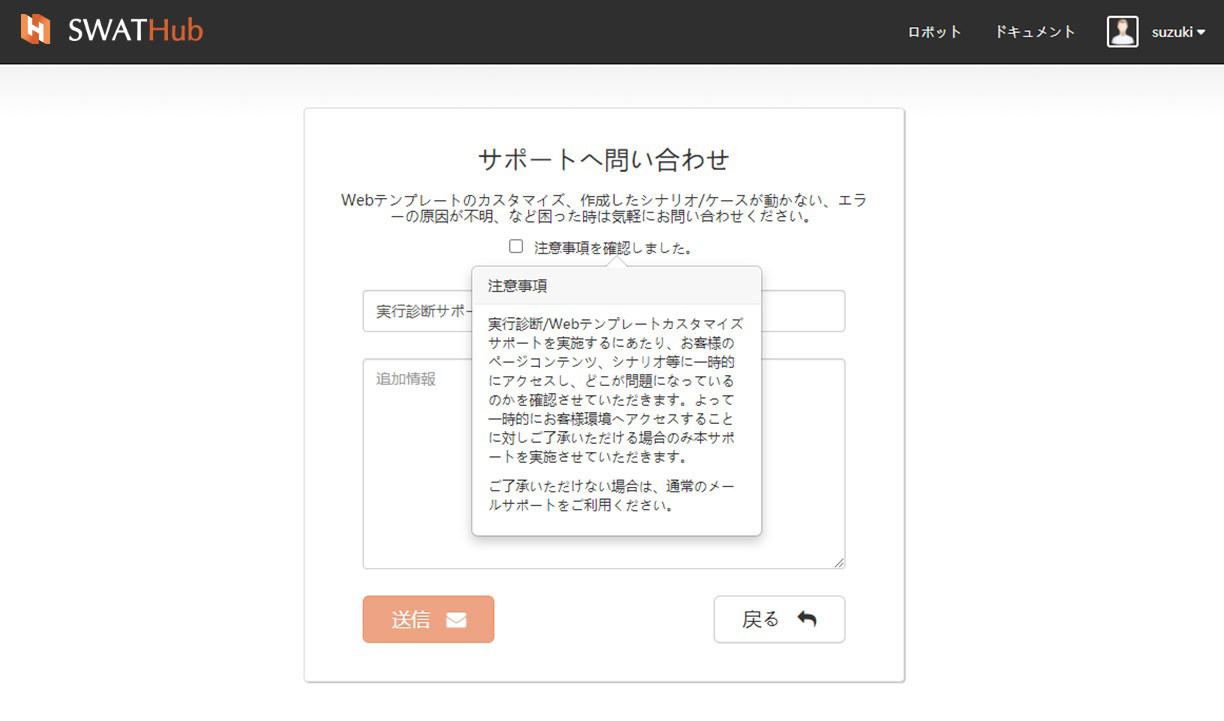 SWATHub
ロボット
ドキュメント
suzuki
サポートへ問い合わせ
Webテンプレートのカスタマイズ、作成したシナリオ/ケースが動かない、エラ
ーの原因が不明、など困った時は気軽にお問い合わせください。
注意事項を確認しました。
注意事項
実行診断サポー
実行診断/Webテンプレートカスタマイズ
サポートを実施するにあたり、お客様の
ページコンテンツ、シナリオ等に一時的
にアクセスし、どこが問題になっている
のかを確認させていただきます。よって
一時的にお客様環境へアクセスすること
に対しご了承いただける場合のみ本サポ
ートを実施させていただきます。
ご了承いただけない場合は、通常のメー
ルサポートをご利用ください。
追加情報
送信
戻る